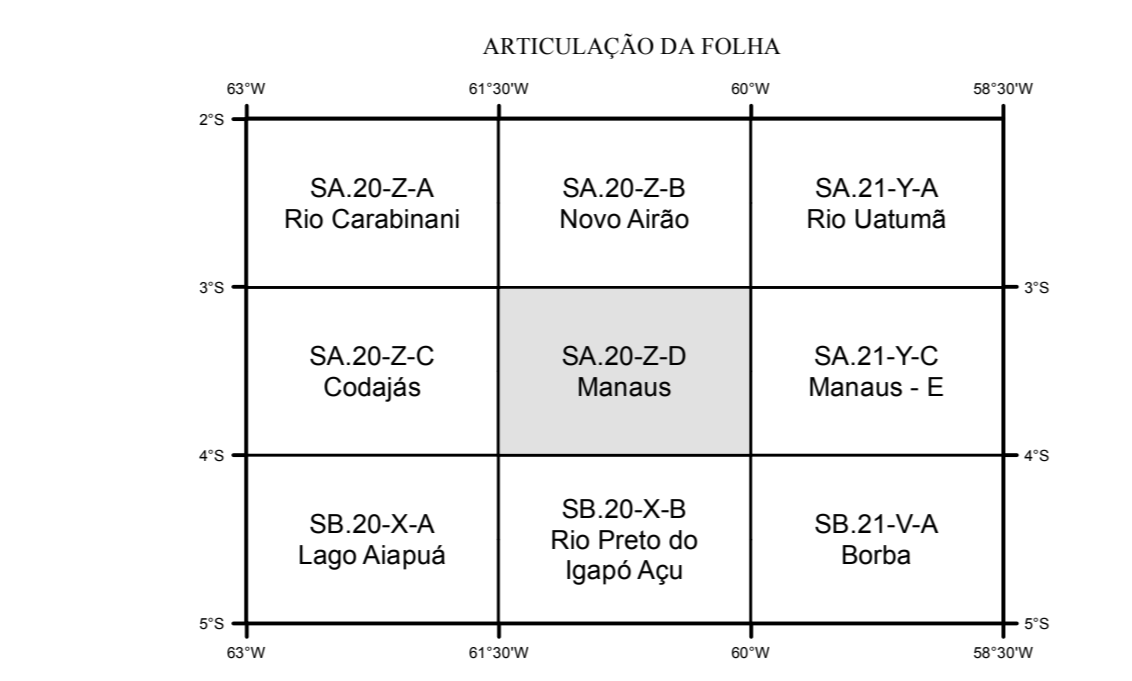 ARTICULAÇÃO DA FOLHA
63°W
61°30'W
60°W
58°30'W
2°S
SA.20-Z-A
Rio Carabinani
SA.20-Z-B
Novo Airão
SA.21-Y-A
Rio Uatumã
3°S
3°S
SA.20-Z-C
Codajás
SA.20-Z-D
Manaus
SA.21-Y-C
Manaus - E
4°S
4°S
SB.20-X-A
Lago Aiapuá
SB.20-X-B
Rio Preto do
Igapó Açu
SB.21-V-A
Borba
5°S
5°S
63°W
61°30'W
60°W
58°30'W